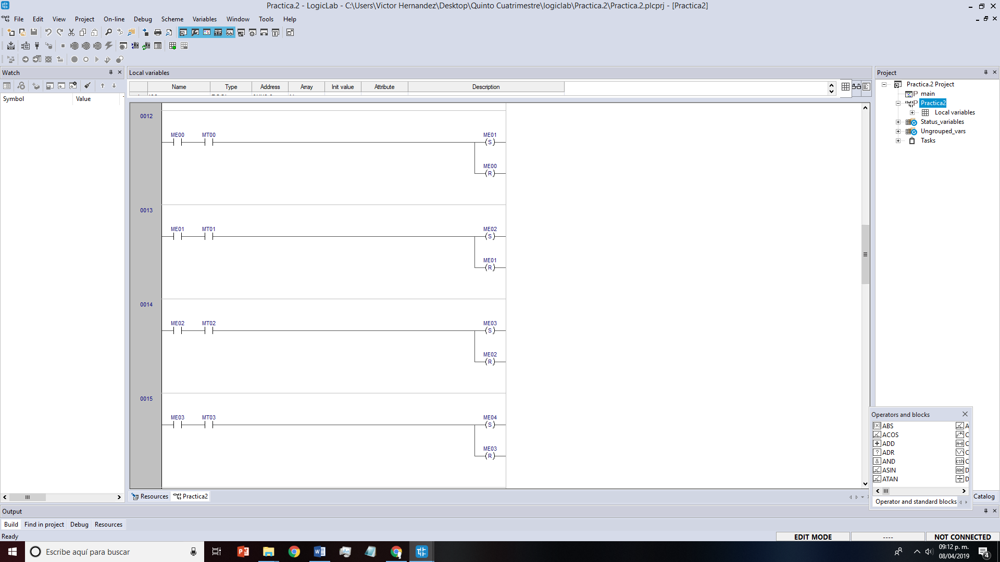 Practica.2 - LogicLab - C:\Users\Victor Hernandez\Desktop\Quinto Cuatrimestre\logiclab\Practica.2\Practica.2.plcprj - [Practica2]
File Edit View Project On-line Debug Scheme Variables Window Tools Help
Watch
Symbol Value
Local variables
Name Type Address Array Init value Attribute Description
0012
ME00 MT00 ME01
(S)
ME00
(R)
0013
ME01 MT01 ME02
(S)
ME01
(R)
0014
ME02 MT02 ME03
(S)
ME02
(R)
0015
ME03 MT03 ME04
(S)
ME03
(R)
Resources Practica2
Project
Practica.2 Project
main
Practica2
Local variables
Status_variables
Ungrouped_vars
Tasks
Operators and blocks
ABS A
ACOS C
ADD C
ADR C
AND C
ASIN D
ATAN D
Operator and standard blocks
Catalog
Output
Build Find in project Debug Resources
Ready
EDIT MODE ---- NOT CONNECTED
Escribe aquí para buscar
09:12 p. m.
08/04/2019
4